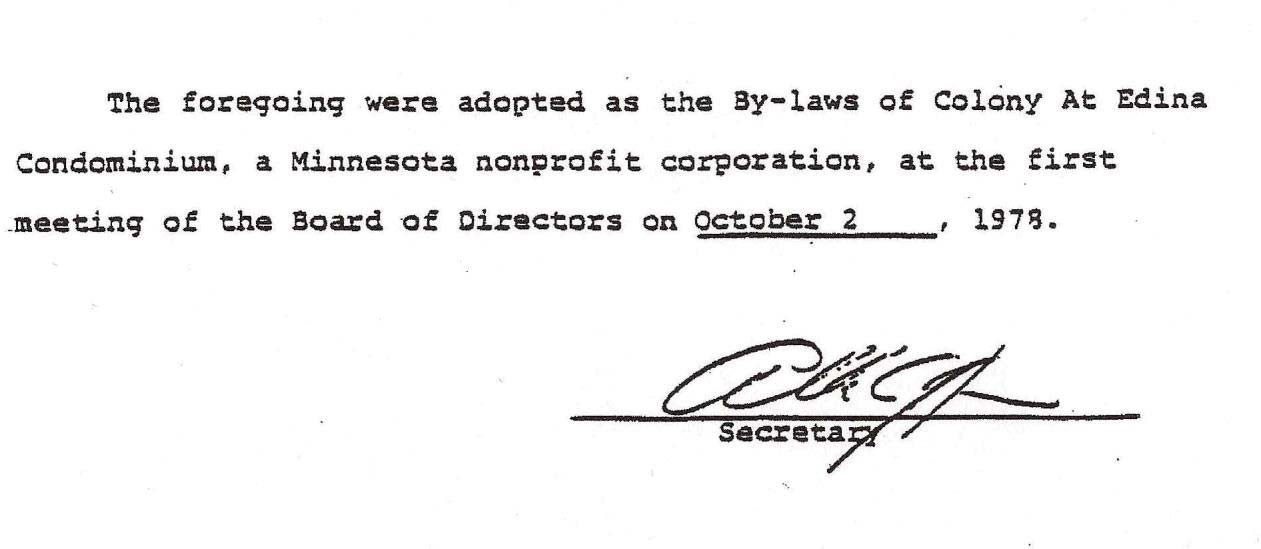 The foregoing were adopted as the By-laws of Colony At Edina
Condominium, a Minnesota nonprofit corporation, at the first
meeting of the Board of Directors on October 2 , 1978.
Secretary